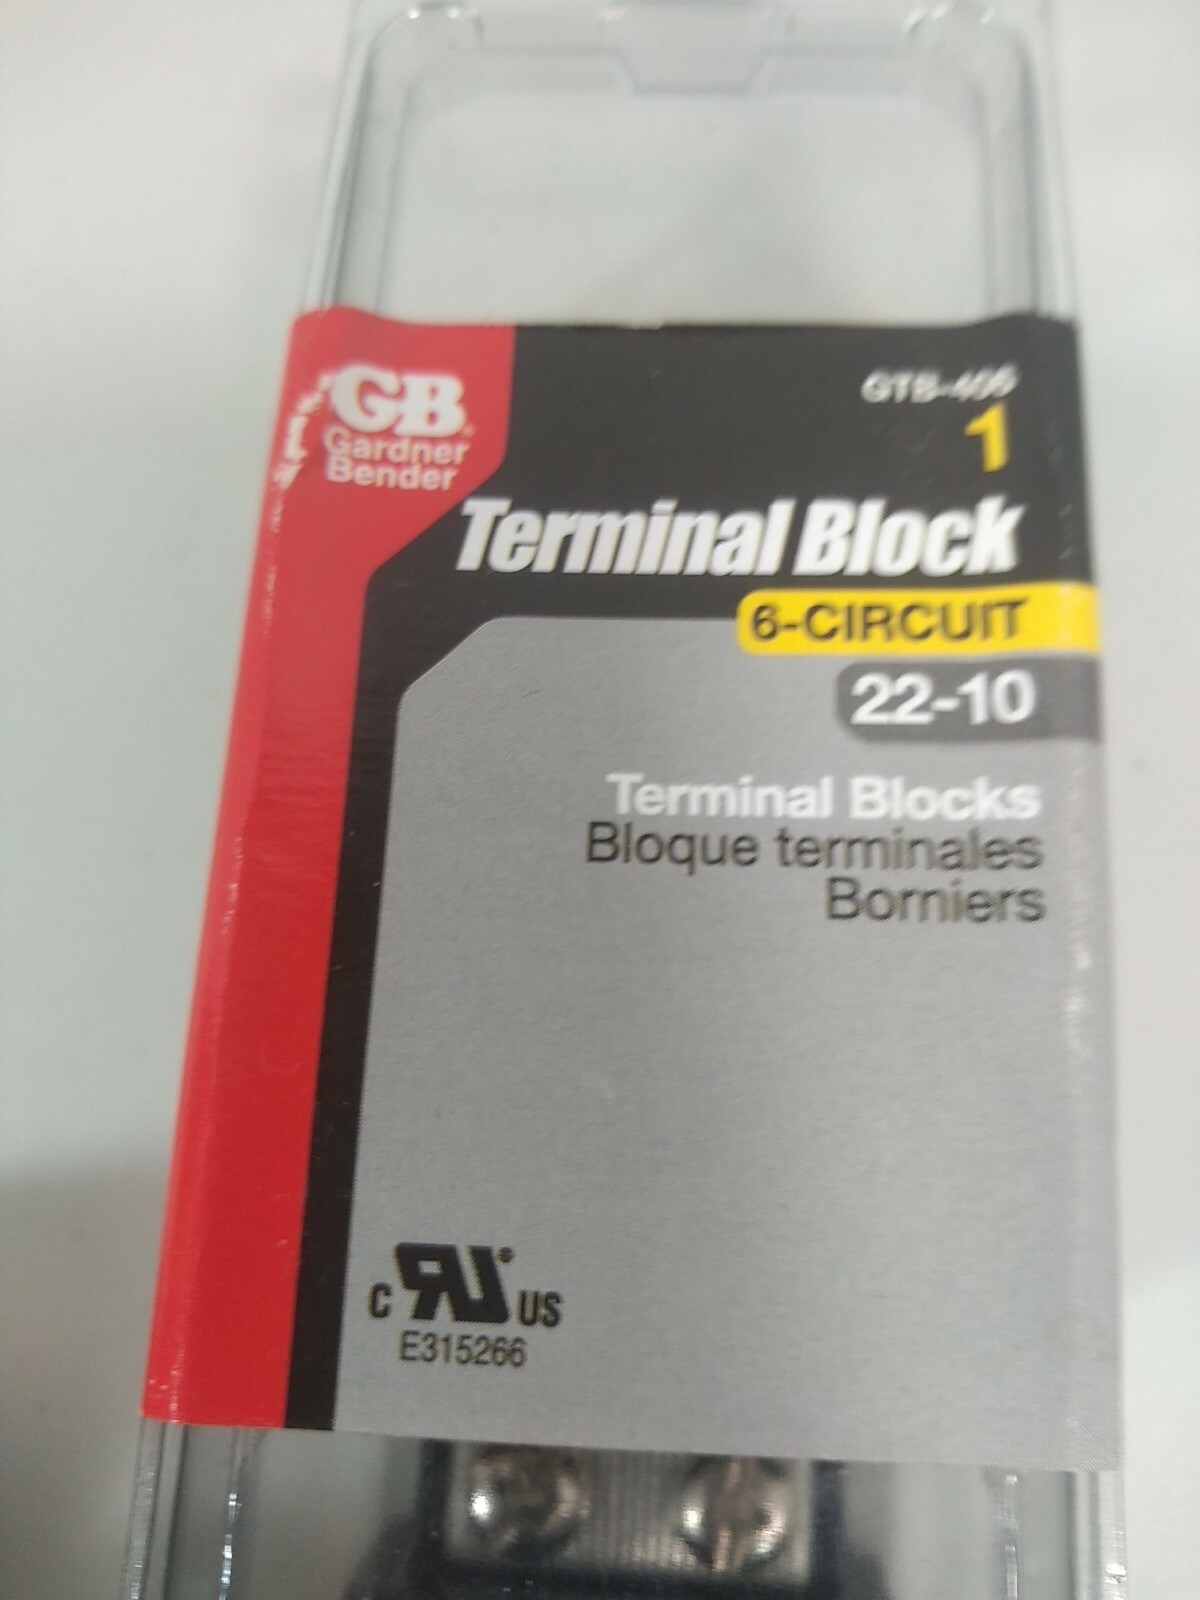 GB
Gardner
Bender
GTB-406
1
Terminal Block
6-CIRCUIT
22-10
Terminal Blocks
Bloque terminales
Borniers
C RU® US
E315266